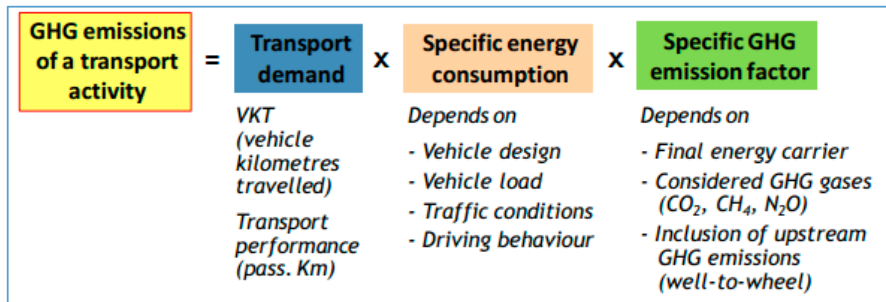 GHG emissions
of a transport
activity
=
Transport
demand
x
Specific energy
consumption
x
Specific GHG
emission factor
VKT
(vehicle
kilometres
travelled)
Transport
performance
(pass. Km)
Depends on
- Vehicle design
- Vehicle load
- Traffic conditions
- Driving behaviour
Depends on
- Final energy carrier
- Considered GHG gases
(CO₂, CH₄, N₂O)
- Inclusion of upstream
GHG emissions
(well-to-wheel)